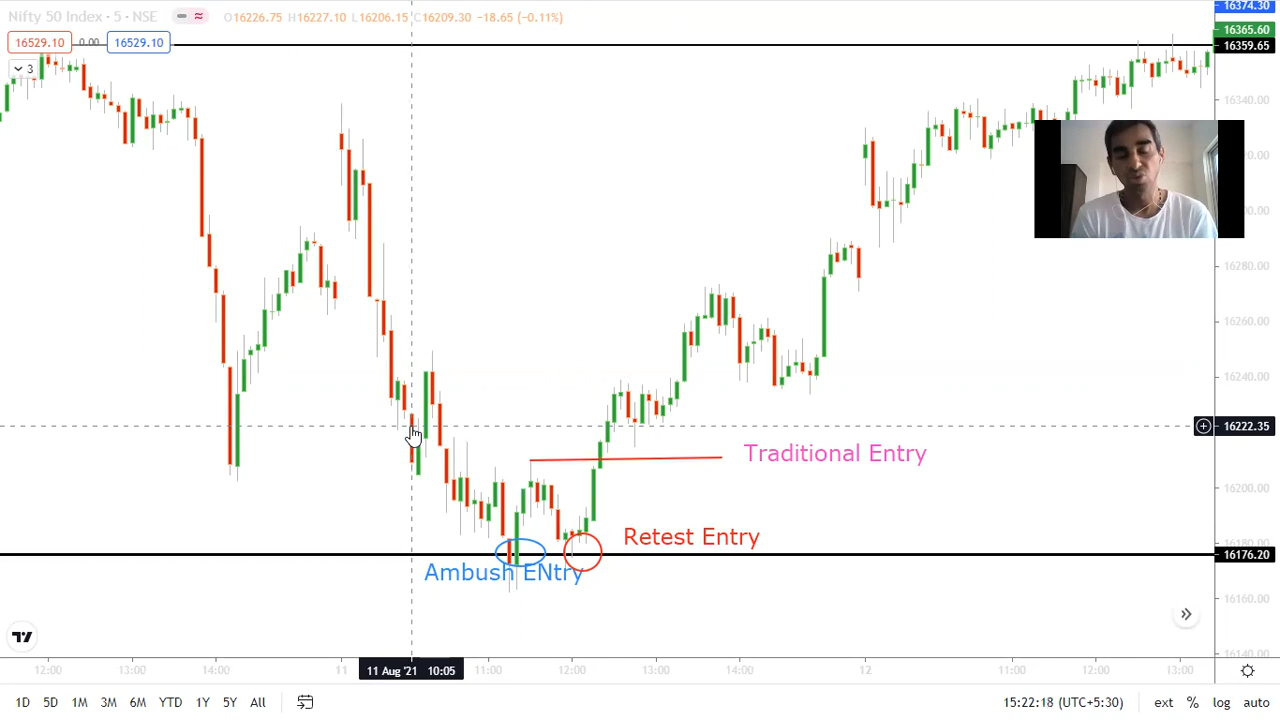 Nifty 50 Index · 5 · NSE
O16226.75 H16227.10 L16206.15 C16209.30 −18.65 (−0.11%)
16529.10 0.00 16529.10
3
16374.30
16365.60
16359.65
16340.00
16280.00
16260.00
16240.00
16222.35
Traditional Entry
16200.00
Retest Entry
16176.20
Ambush ENtry
16160.00
12:00 13:00 14:00 11 11 Aug '21 10:05 11:00 12:00 13:00 14:00 12 11:00 12:00 13:00
1D 5D 1M 3M 6M YTD 1Y 5Y All 15:22:18 (UTC+5:30) ext % log auto